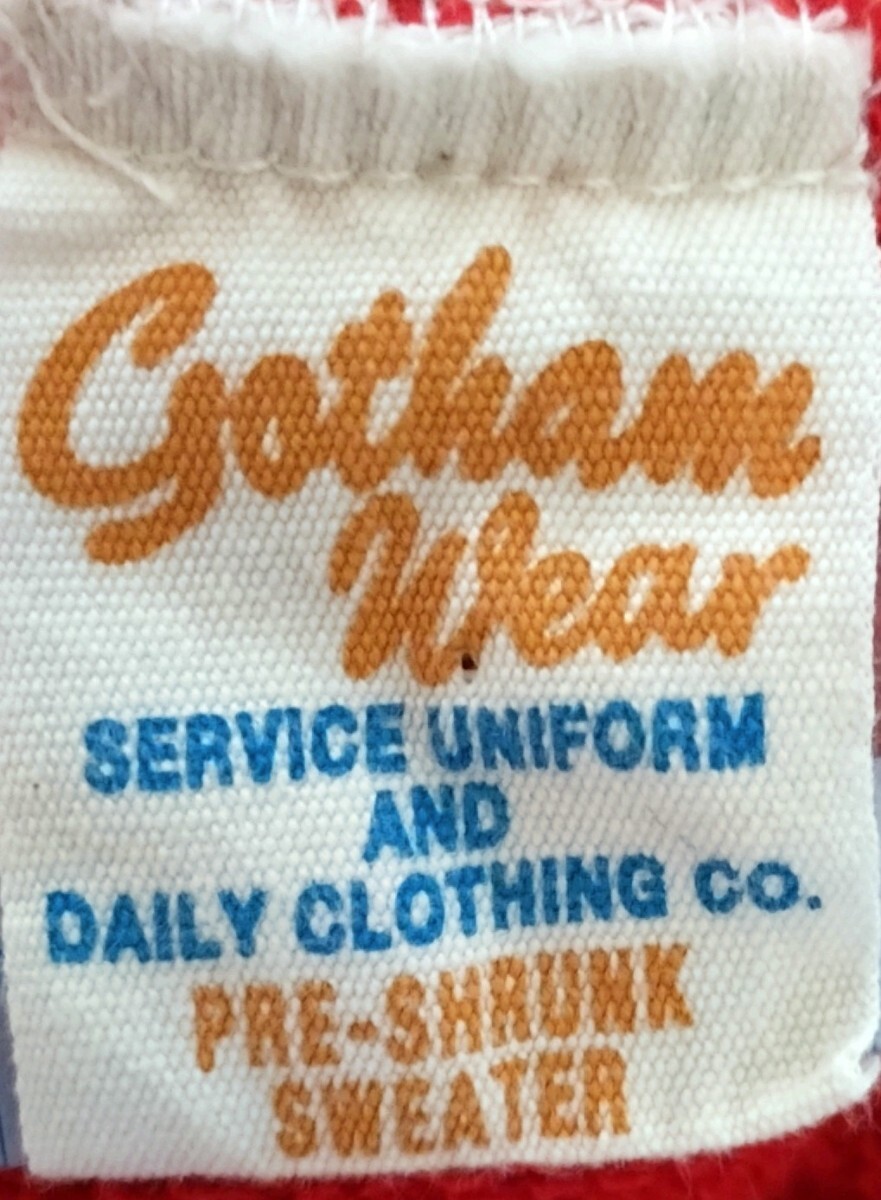 Gotham
Wear
SERVICE UNIFORM
AND
DAILY CLOTHING CO.
PRE-SHRUNK
SWEATER